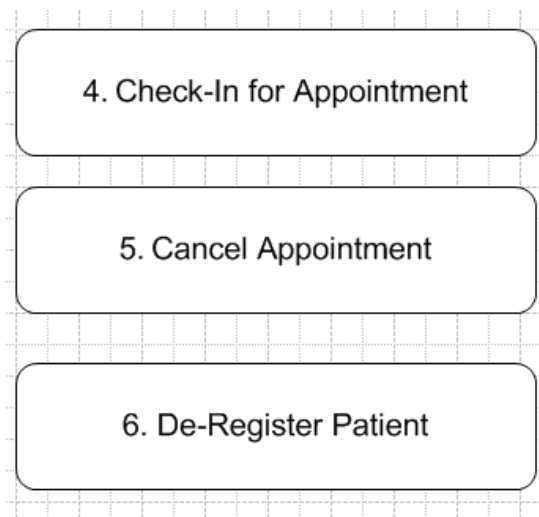 4. Check-In for Appointment
5. Cancel Appointment
6. De-Register Patient